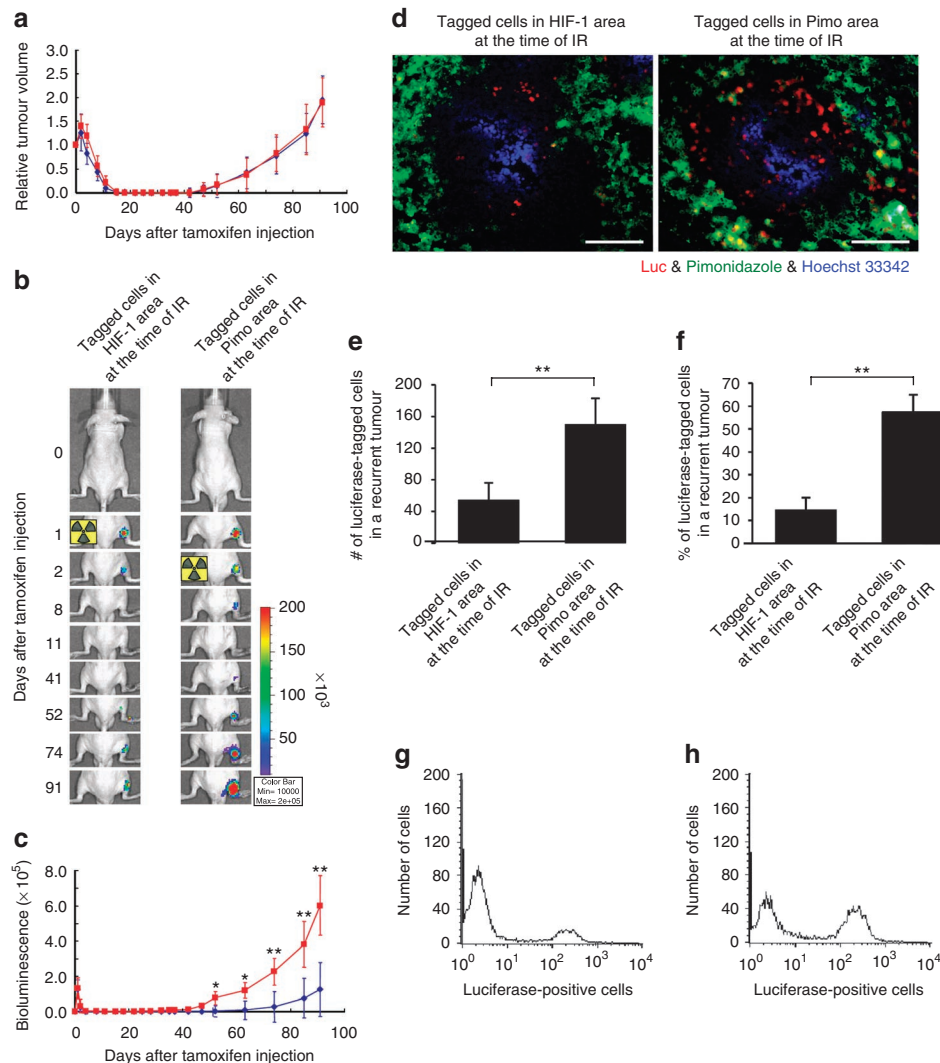 a
Relative tumour volume
3.0
2.5
2.0
1.5
1.0
0.5
0.0
0 20 40 60 80 100
Days after tamoxifen injection
b
Tagged cells in
HIF-1 area
at the time of IR
Tagged cells in
Pimo area
at the time of IR
Days after tamoxifen injection
0
1
2
8
11
41
52
74
91
200
150
100
50
×10³
Color Bar
Min= 10000
Max= 2e+05
c
Bioluminescence (× 10⁵)
8.0
6.0
4.0
2.0
0.0
* * ** ** **
0 20 40 60 80 100
Days after tamoxifen injection
d
Tagged cells in HIF-1 area
at the time of IR
Tagged cells in Pimo area
at the time of IR
Luc & Pimonidazole & Hoechst 33342
e
# of luciferase-tagged cells
in a recurrent tumour
200
160
120
80
40
0
**
Tagged cells in
HIF-1 area
at the time of IR
Tagged cells in
Pimo area
at the time of IR
f
% of luciferase-tagged cells
in a recurrent tumour
70
60
50
40
30
20
10
0
**
Tagged cells in
HIF-1 area
at the time of IR
Tagged cells in
Pimo area
at the time of IR
g
Number of cells
200
160
120
80
40
0
10⁰ 10¹ 10² 10³ 10⁴
Luciferase-positive cells
h
Number of cells
200
160
120
80
40
0
10⁰ 10¹ 10² 10³ 10⁴
Luciferase-positive cells